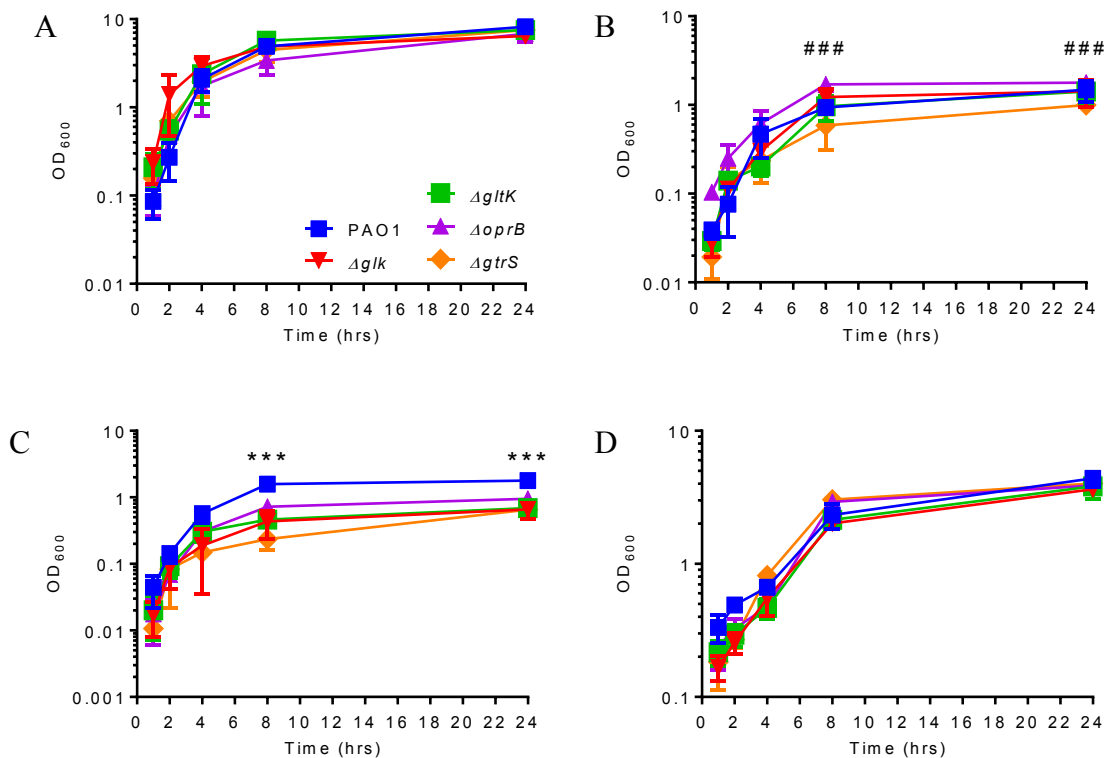 A
10
1
0.1
0.01
OD600
0 2 4 6 8 10 12 14 16 18 20 22 24
Time (hrs)
PAO1
Δglk
ΔgltK
ΔoprB
ΔgtrS
B
10
1
0.1
0.01
OD600
### ###
0 2 4 6 8 10 12 14 16 18 20 22 24
Time (hrs)
C
10
1
0.1
0.01
0.001
OD600
*** ***
0 2 4 6 8 10 12 14 16 18 20 22 24
Time (hrs)
D
10
1
0.1
OD600
0 2 4 6 8 10 12 14 16 18 20 22 24
Time (hrs)